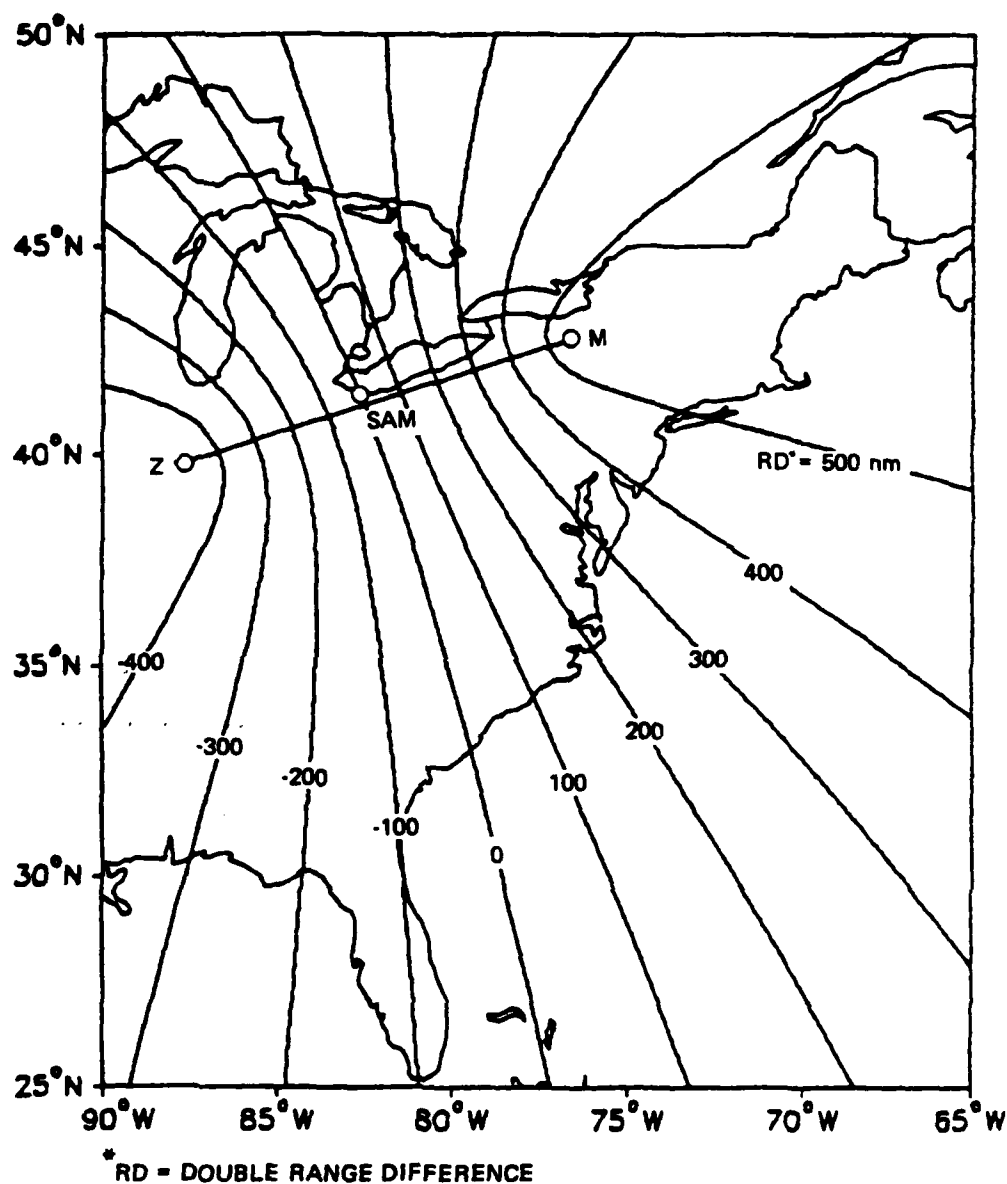 50°N
45°N
M
SAM
40°N
Z
RD* = 500 nm
400
35°N
-400
300
-300
200
-200
100
-100
0
30°N
25°N
90°W 85°W 80°W 75°W 70°W 65°W
*RD = DOUBLE RANGE DIFFERENCE